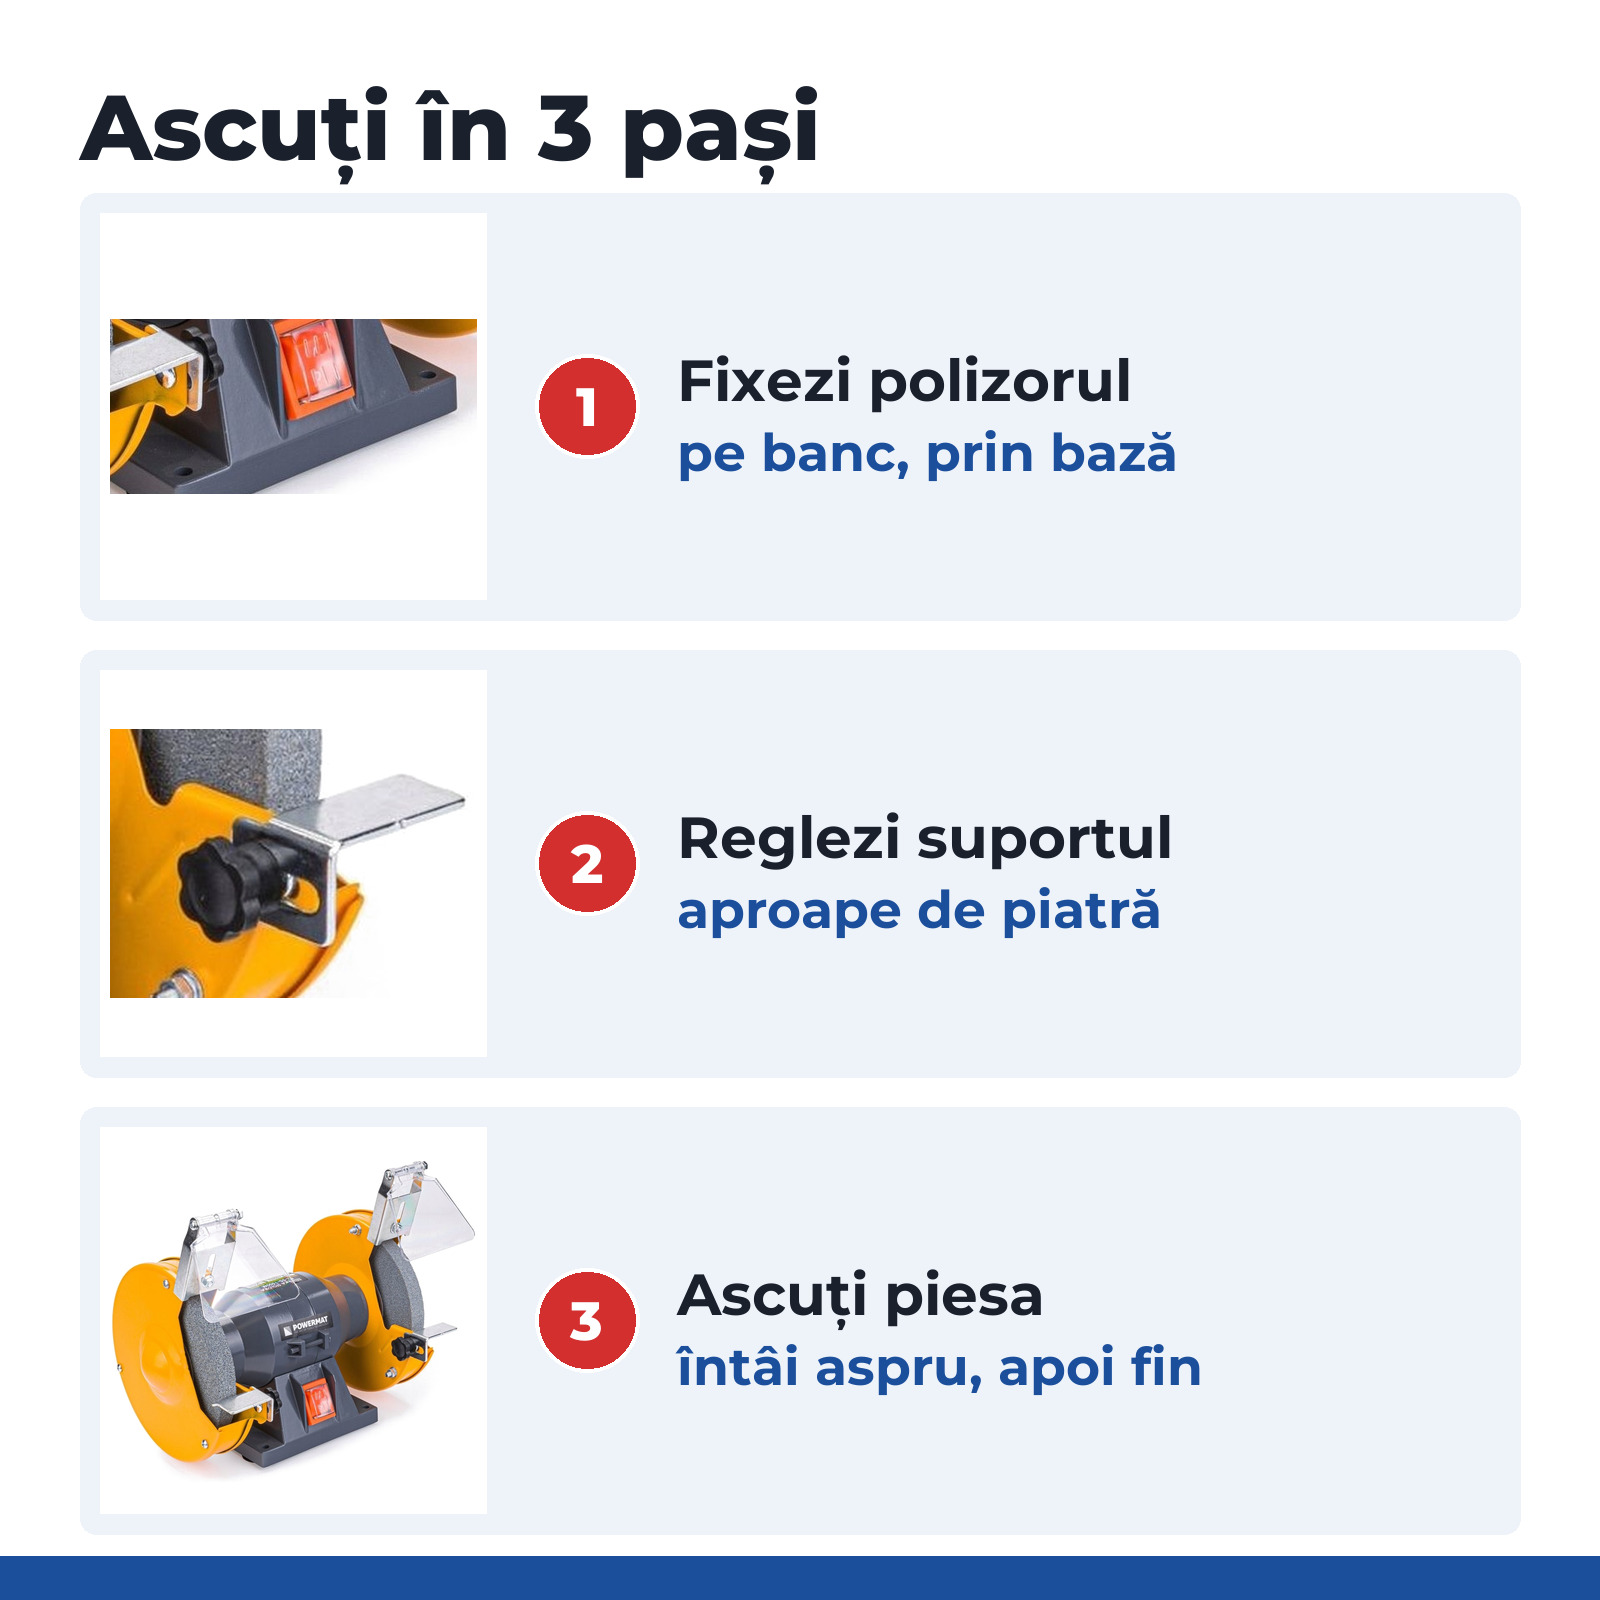 Ascuți în 3 pași
1
Fixezi polizorul
pe banc, prin bază
2
Reglezi suportul
aproape de piatră
POWERMAT
3
Ascuți piesa
întâi aspru, apoi fin